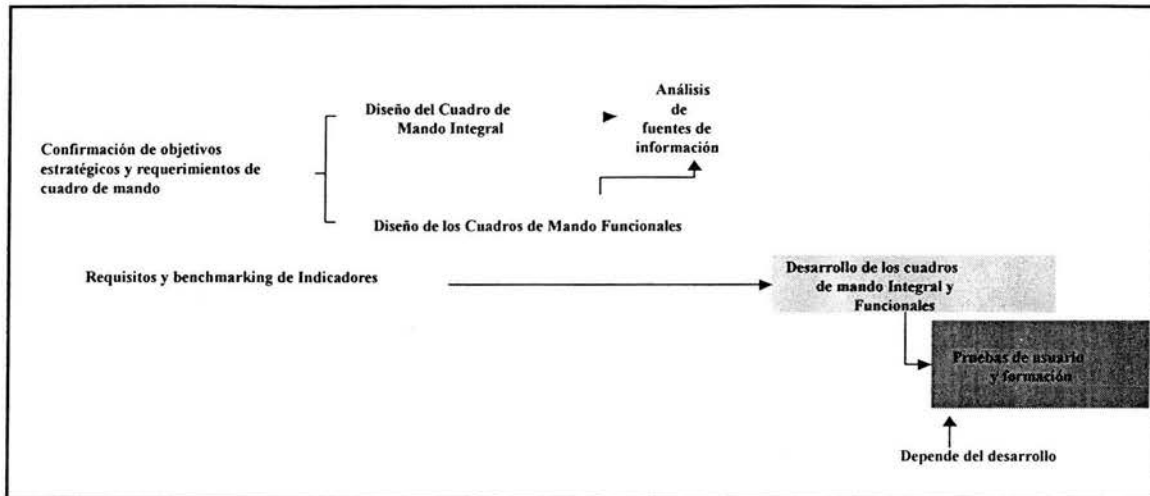 Diseño del Cuadro de
Mando Integral
Análisis
de
fuentes de
información
Confirmación de objetivos
estratégicos y requerimientos de
cuadro de mando
Diseño de los Cuadros de Mando Funcionales
Requisitos y benchmarking de Indicadores
Desarrollo de los cuadros
de mando Integral y
Funcionales
Pruebas de usuario
y formación
Depende del desarrollo